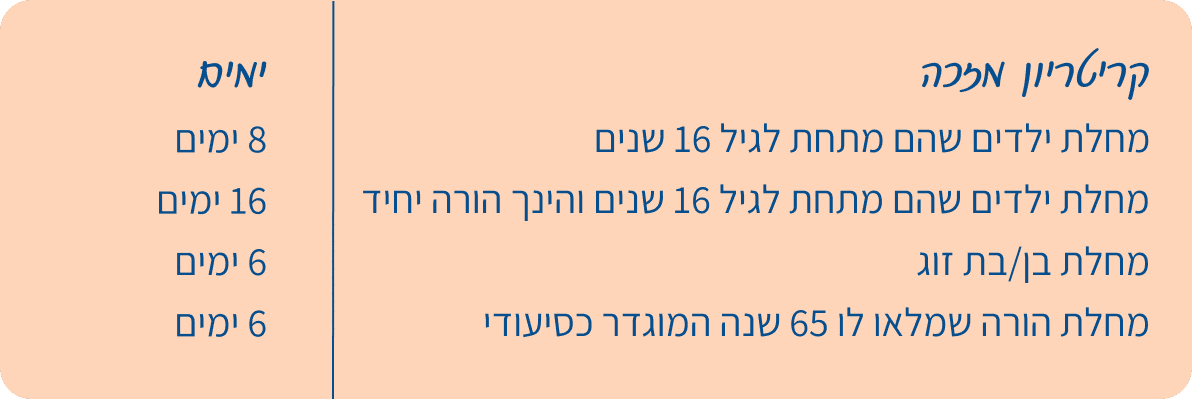 קריטריון מזכה ימים
מחלת ילדים שהם מתחת לגיל 16 שנים 8 ימים
מחלת ילדים שהם מתחת לגיל 16 שנים והינך הורה יחיד 16 ימים
מחלת בן/בת זוג 6 ימים
מחלת הורה שמלאו לו 65 שנה המוגדר כסיעודי 6 ימים